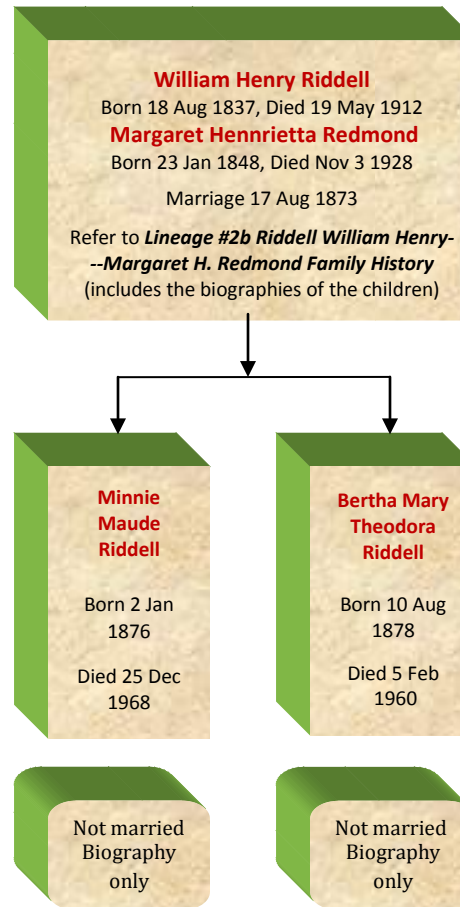 William Henry Riddell
Born 18 Aug 1837, Died 19 May 1912
Margaret Hennrietta Redmond
Born 23 Jan 1848, Died Nov 3 1928
Marriage 17 Aug 1873
Refer to Lineage #2b Riddell William Henry-
--Margaret H. Redmond Family History
(includes the biographies of the children)
Minnie
Maude
Riddell
Born 2 Jan
1876
Died 25 Dec
1968
Bertha Mary
Theodora
Riddell
Born 10 Aug
1878
Died 5 Feb
1960
Not married
Biography
only
Not married
Biography
only